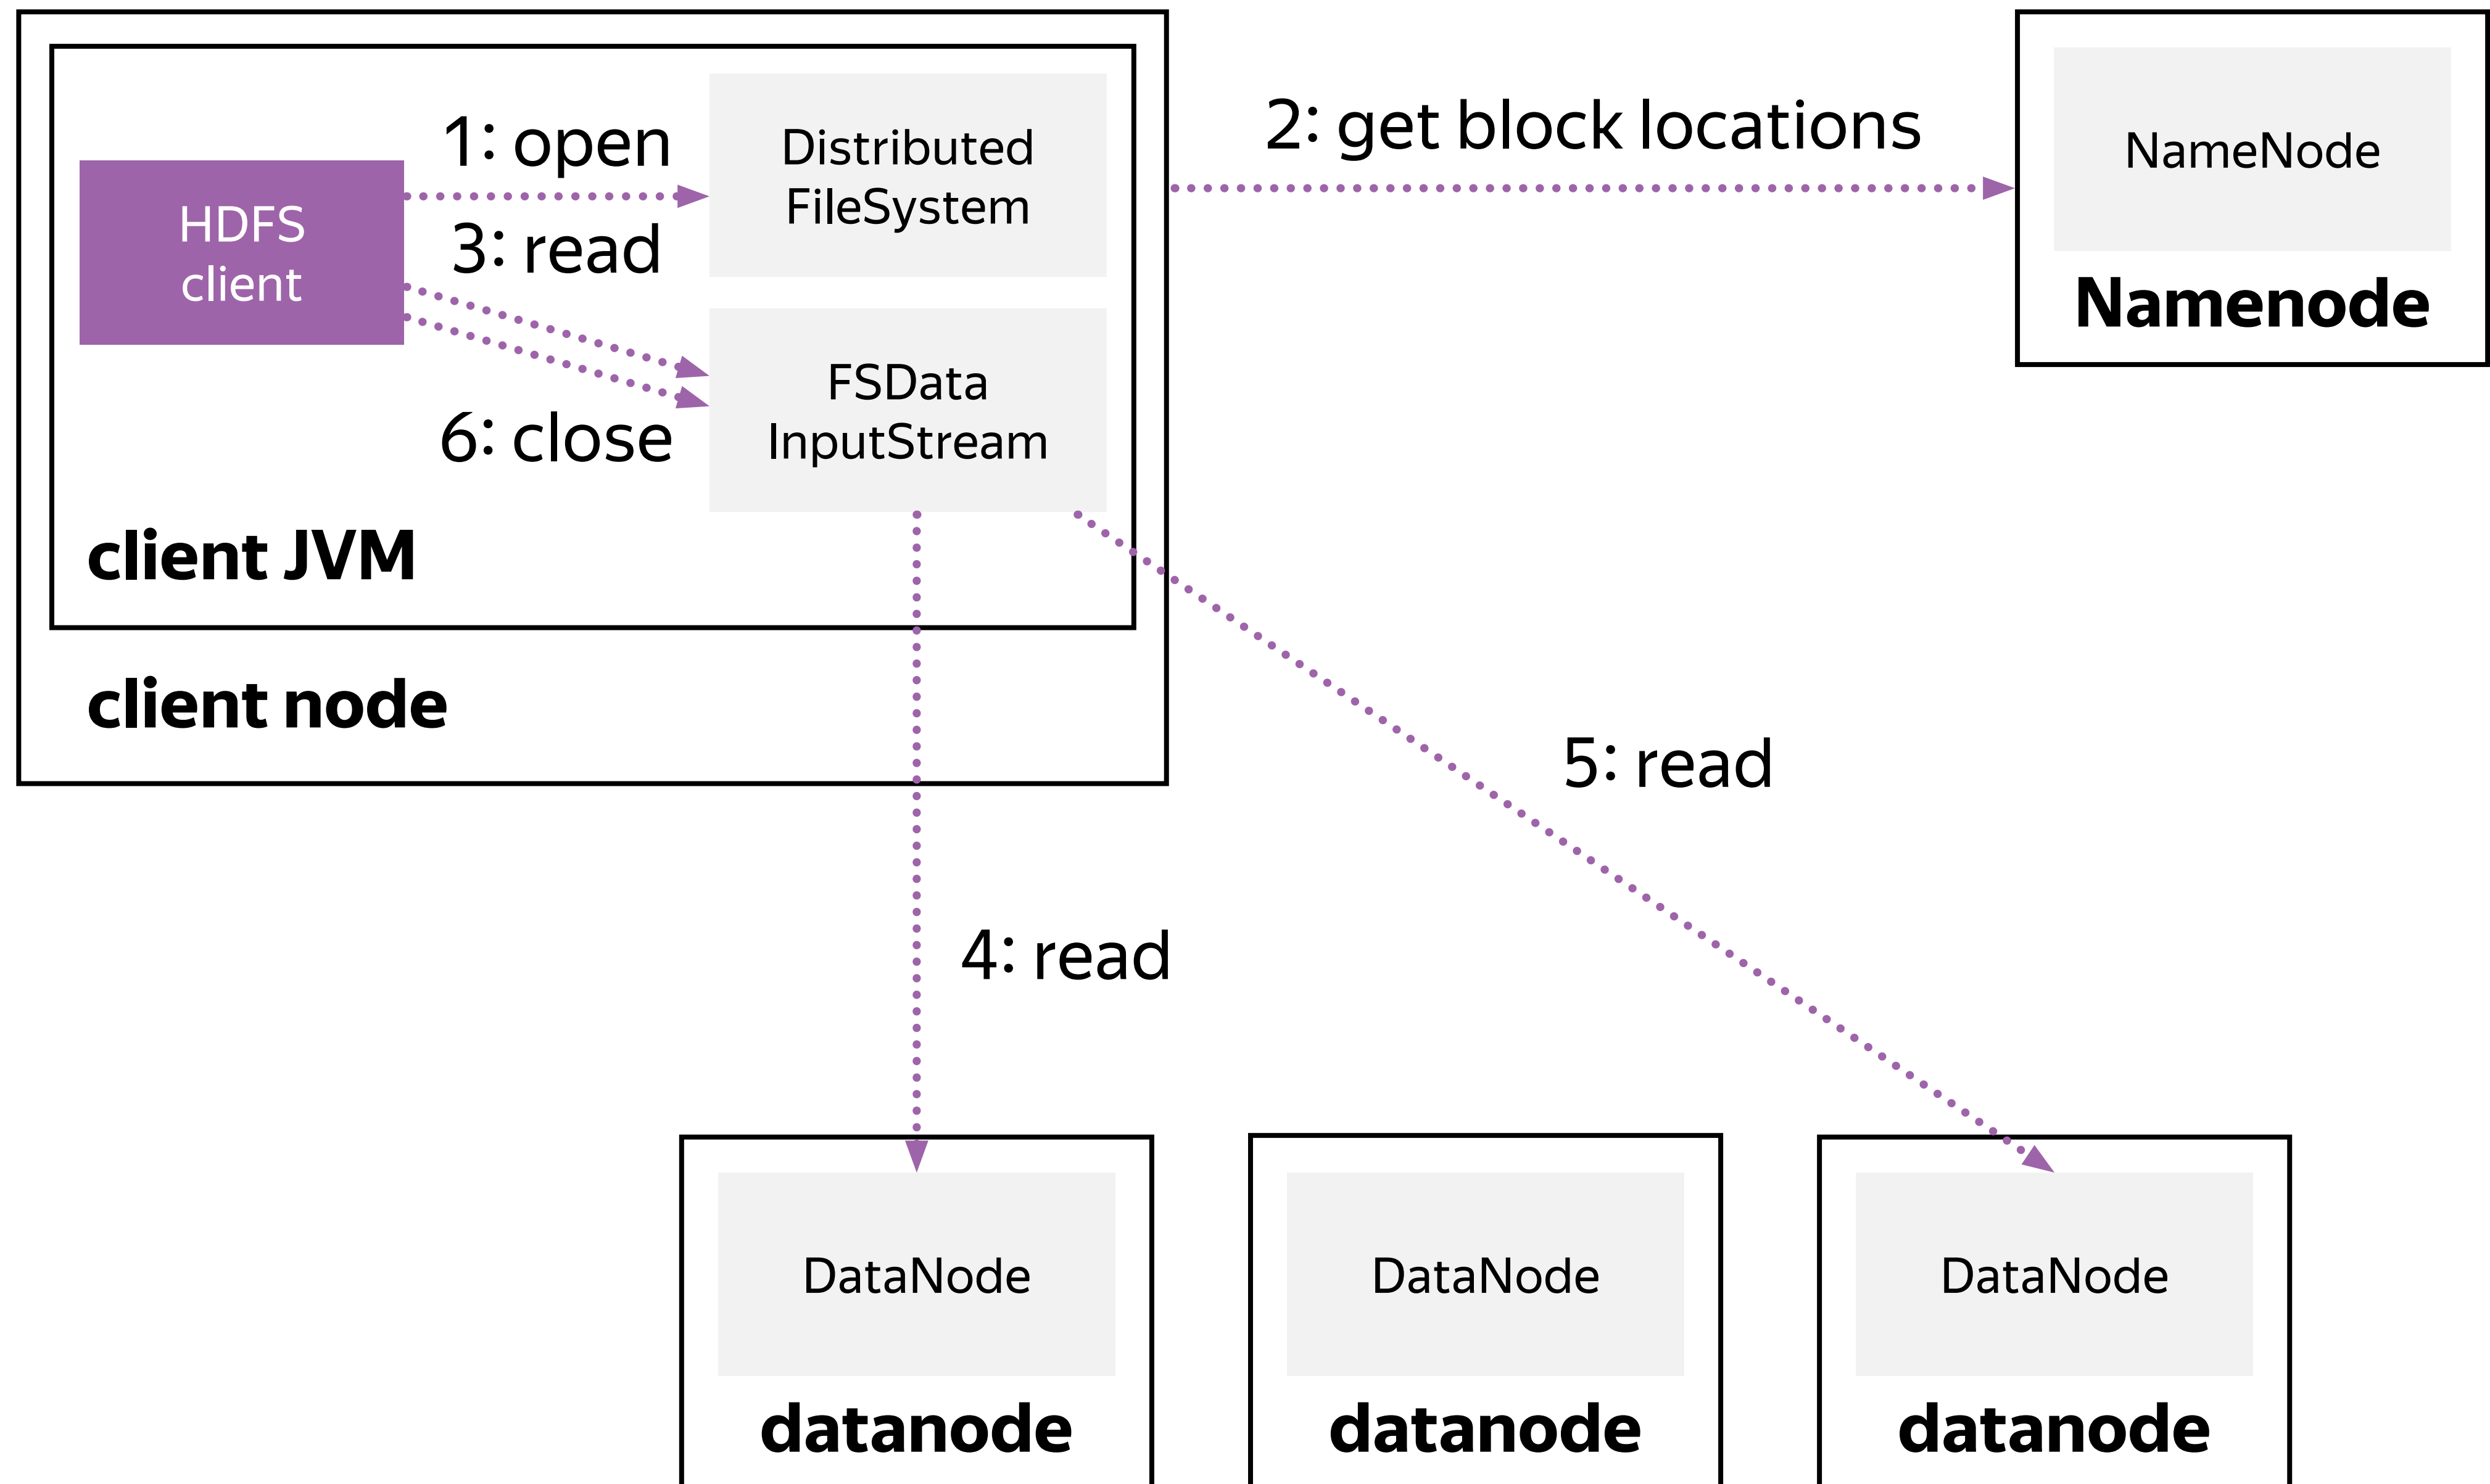 1: open
Distributed
FileSystem
2: get block locations
NameNode
Namenode
HDFS
client
3: read
FSData
InputStream
6: close
client JVM
client node
5: read
4: read
DataNode
datanode
DataNode
datanode
DataNode
datanode